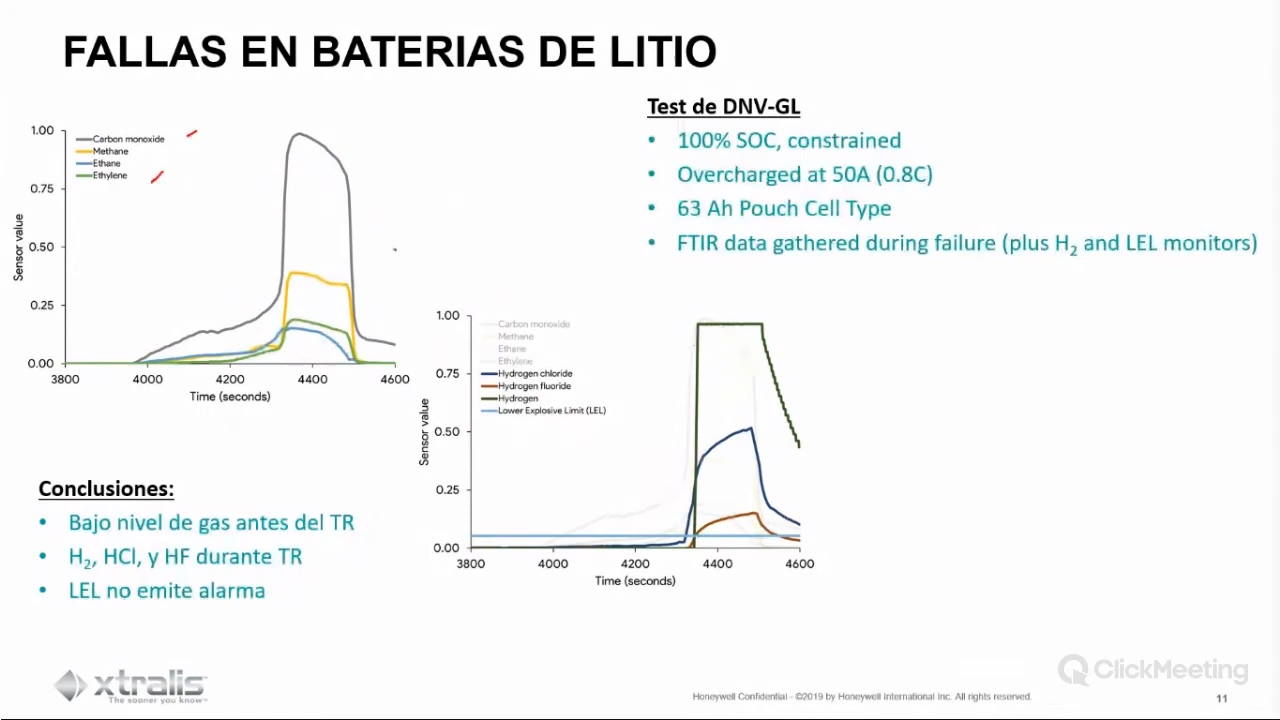 FALLAS EN BATERIAS DE LITIO
Test de DNV-GL
• 100% SOC, constrained
• Overcharged at 50A (0.8C)
• 63 Ah Pouch Cell Type
• FTIR data gathered during failure (plus H₂ and LEL monitors)
1.00
0.75
0.50
0.25
0.00
Sensor value
Carbon monoxide
Methane
Ethane
Ethylene
3800 4000 4200 4400 4600
Time (seconds)
1.00
0.75
0.50
0.25
0.00
Sensor value
Carbon monoxide
Methane
Ethane
Ethylene
Hydrogen chloride
Hydrogen fluoride
Hydrogen
Lower Explosive Limit (LEL)
3800 4000 4200 4400 4600
Time (seconds)
Conclusiones:
• Bajo nivel de gas antes del TR
• H₂, HCl, y HF durante TR
• LEL no emite alarma
xtralis
The sooner you know™
ClickMeeting
Honeywell Confidential - ©2019 by Honeywell International Inc. All rights reserved.
11